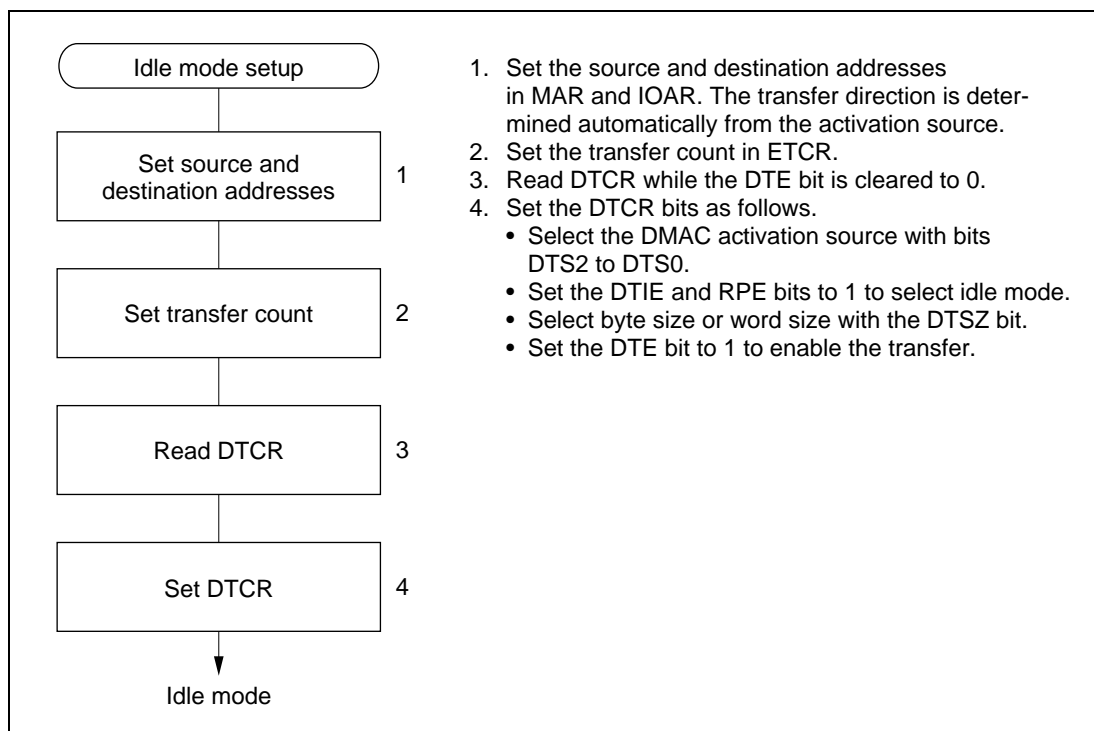 Idle mode setup
Set source and
destination addresses
1
Set transfer count
2
Read DTCR
3
Set DTCR
4
Idle mode
1. Set the source and destination addresses
in MAR and IOAR. The transfer direction is deter-
mined automatically from the activation source.
2. Set the transfer count in ETCR.
3. Read DTCR while the DTE bit is cleared to 0.
4. Set the DTCR bits as follows.
• Select the DMAC activation source with bits
DTS2 to DTS0.
• Set the DTIE and RPE bits to 1 to select idle mode.
• Select byte size or word size with the DTSZ bit.
• Set the DTE bit to 1 to enable the transfer.